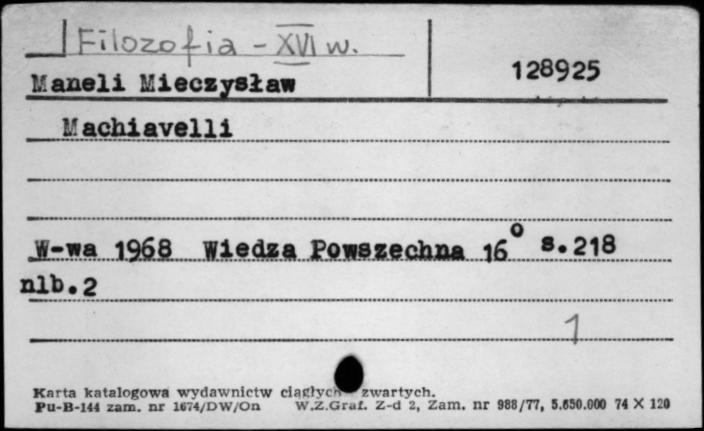 Filozofia - XVI w.
128925
Maneli Mieczysław
Machiavelli
W-wa 1968 Wiedza Powszechna 16° s.218
nlb.2
1
Karta katalogowa wydawnictw ciągłych zwartych.
Pu-B-144 zam. nr 1674/DW/On W.Z.Graf. Z-d 2, Zam. nr 988/77, 5.650.000 74 X 120